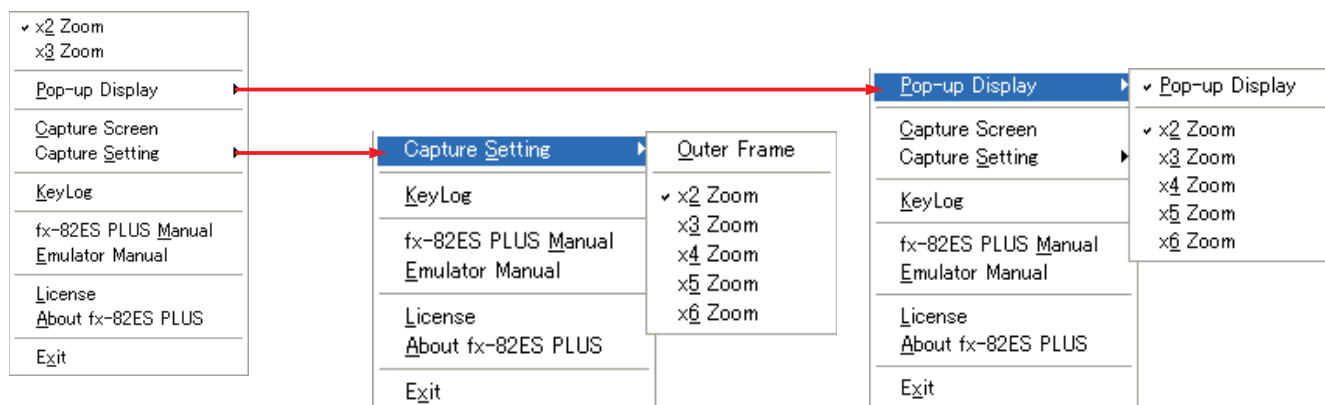 x2 Zoom
x3 Zoom
Pop-up Display
Capture Screen
Capture Setting
KeyLog
fx-82ES PLUS Manual
Emulator Manual
License
About fx-82ES PLUS
Exit
Capture Setting
KeyLog
fx-82ES PLUS Manual
Emulator Manual
License
About fx-82ES PLUS
Exit
Outer Frame
x2 Zoom
x3 Zoom
x4 Zoom
x5 Zoom
x6 Zoom
Pop-up Display
Capture Screen
Capture Setting
KeyLog
fx-82ES PLUS Manual
Emulator Manual
License
About fx-82ES PLUS
Exit
Pop-up Display
x2 Zoom
x3 Zoom
x4 Zoom
x5 Zoom
x6 Zoom